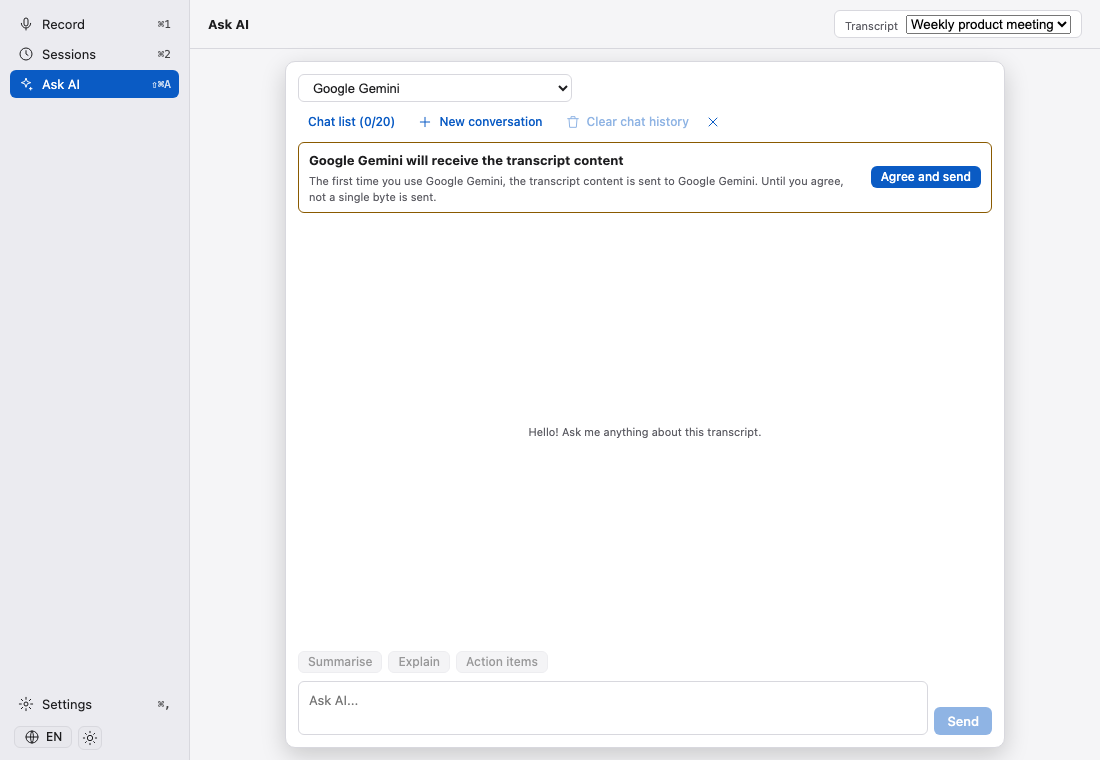 Record ⌘1
Sessions ⌘2
Ask AI ⇧⌘A
Settings ⌘,
EN
Ask AI
Transcript Weekly product meeting
Google Gemini
Chat list (0/20) New conversation Clear chat history
Google Gemini will receive the transcript content
The first time you use Google Gemini, the transcript content is sent to Google Gemini. Until you agree,
not a single byte is sent.
Agree and send
Hello! Ask me anything about this transcript.
Summarise Explain Action items
Ask AI...
Send